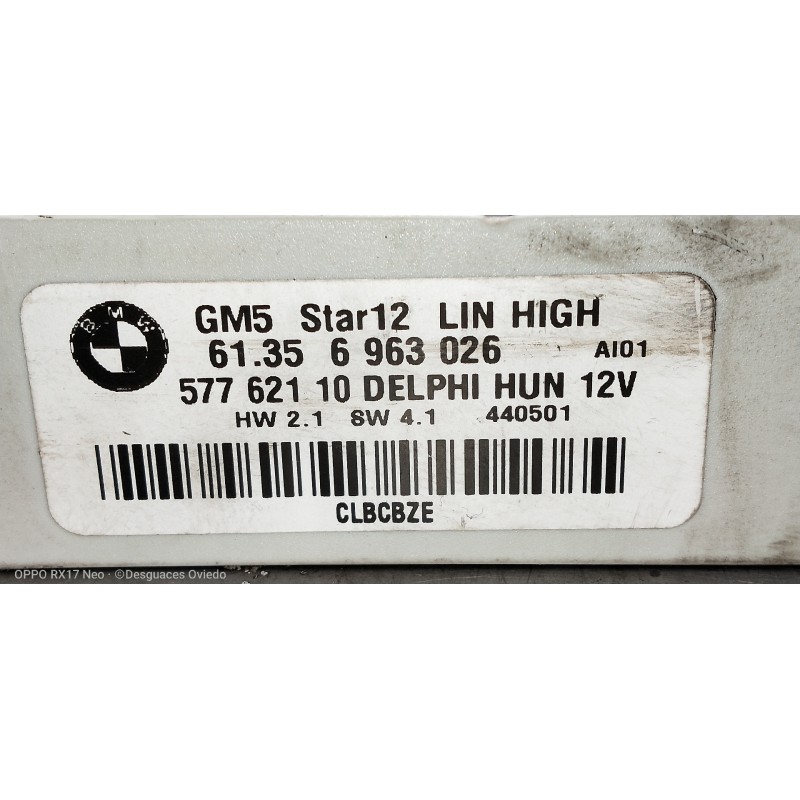 BMW
GM5 Star12 LIN HIGH
61.35 6 963 026 AI01
577 621 10 DELPHI HUN 12V
HW 2.1 SW 4.1 440501
CLBCBZE
OPPO RX17 Neo · ©Desguaces Oviedo